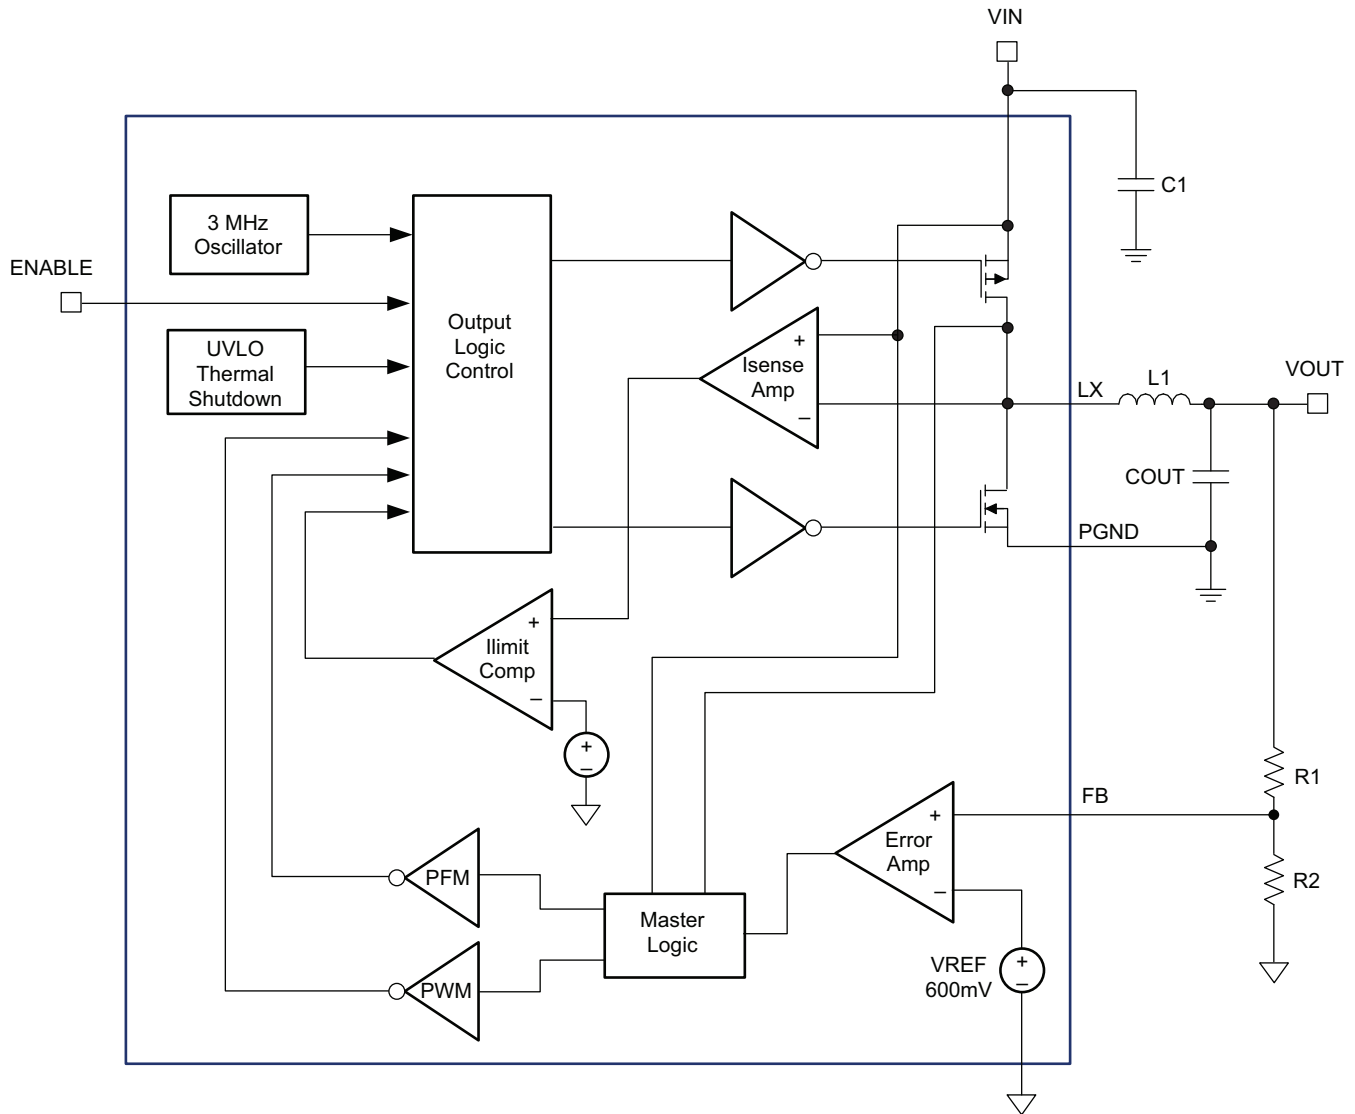 VIN
C1
3 MHz
Oscillator
ENABLE
UVLO
Thermal
Shutdown
Output
Logic
Control
+
Isense
Amp
−
LX
L1
VOUT
COUT
PGND
+
Ilimit
Comp
−
+
−
R1
FB
+
Error
Amp
−
R2
PFM
Master
Logic
PWM
VREF
600mV
+
−